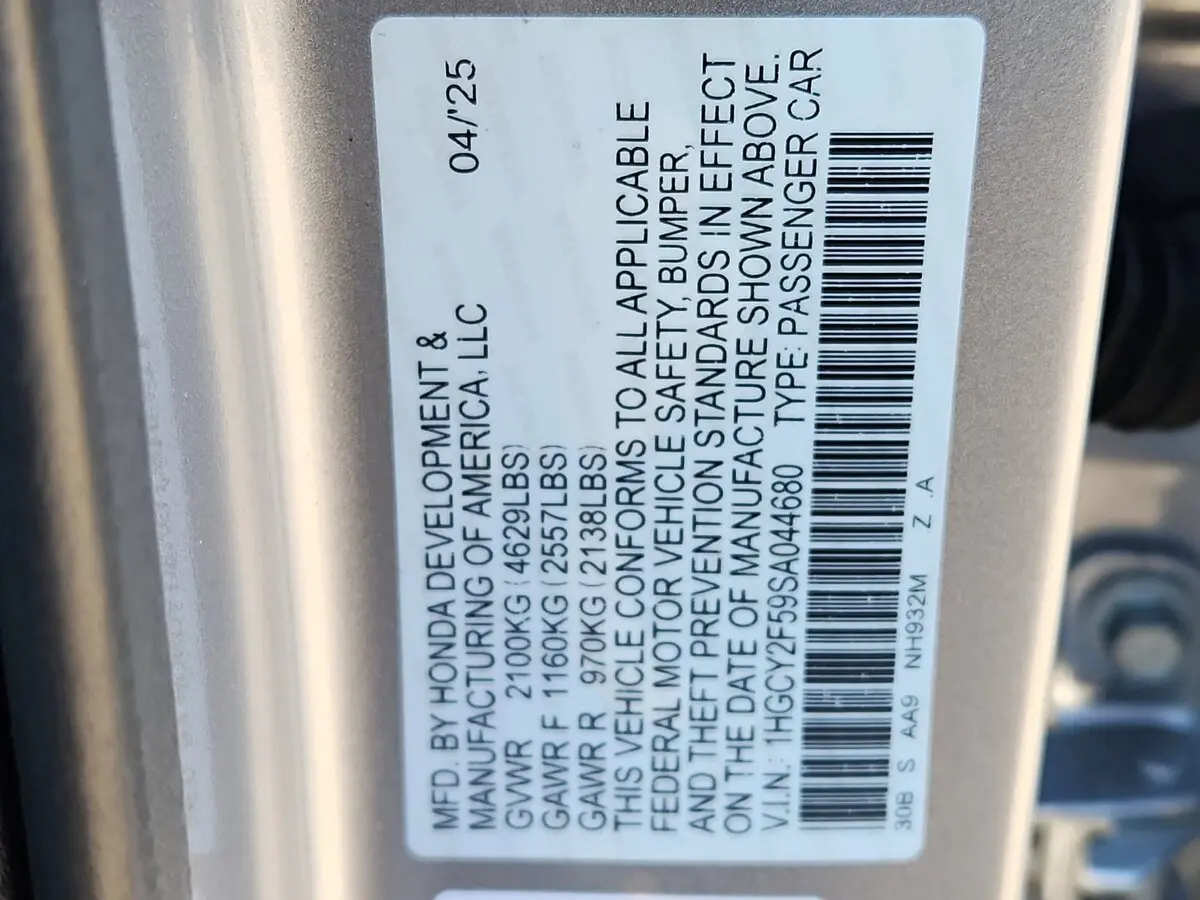 MFD. BY HONDA DEVELOPMENT &
MANUFACTURING OF AMERICA, LLC 04/'25
GVWR 2100KG (4629LBS)
GAWR F 1160KG (2557LBS)
GAWR R 970KG (2138LBS)
THIS VEHICLE CONFORMS TO ALL APPLICABLE
FEDERAL MOTOR VEHICLE SAFETY, BUMPER,
AND THEFT PREVENTION STANDARDS IN EFFECT
ON THE DATE OF MANUFACTURE SHOWN ABOVE.
V.I.N.: 1HGCY2F59SA044680 TYPE: PASSENGER CAR
30B S AA9 NH932M Z .A